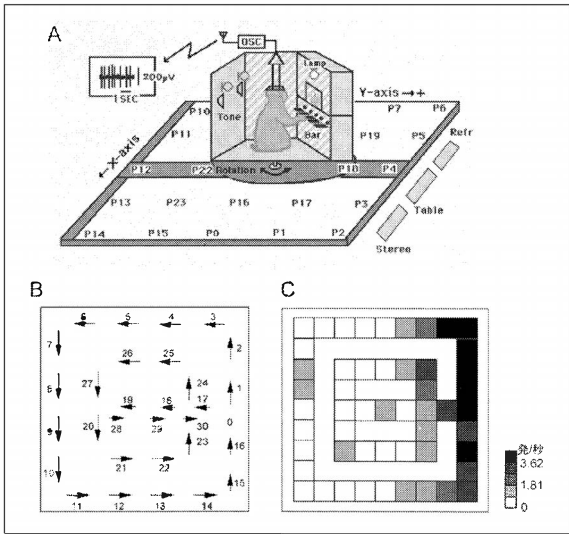 A
OSC
200μV
1SEC
Lamp
Tone
Bar
Y-axis →+
←-X-axis
Rotation
P10
P7
P6
P11
P19
P5
Refr
P12
P22
P18
P4
P13
P23
P16
P17
P3
Table
P14
P15
P0
P1
P2
Stereo
B
6
5
4
3
7
2
26
25
8
27
24
1
19
18
17
9
20
28
29
30
0
23
16
10
21
22
15
11
12
13
14
C
発/秒
3.62
1.81
0